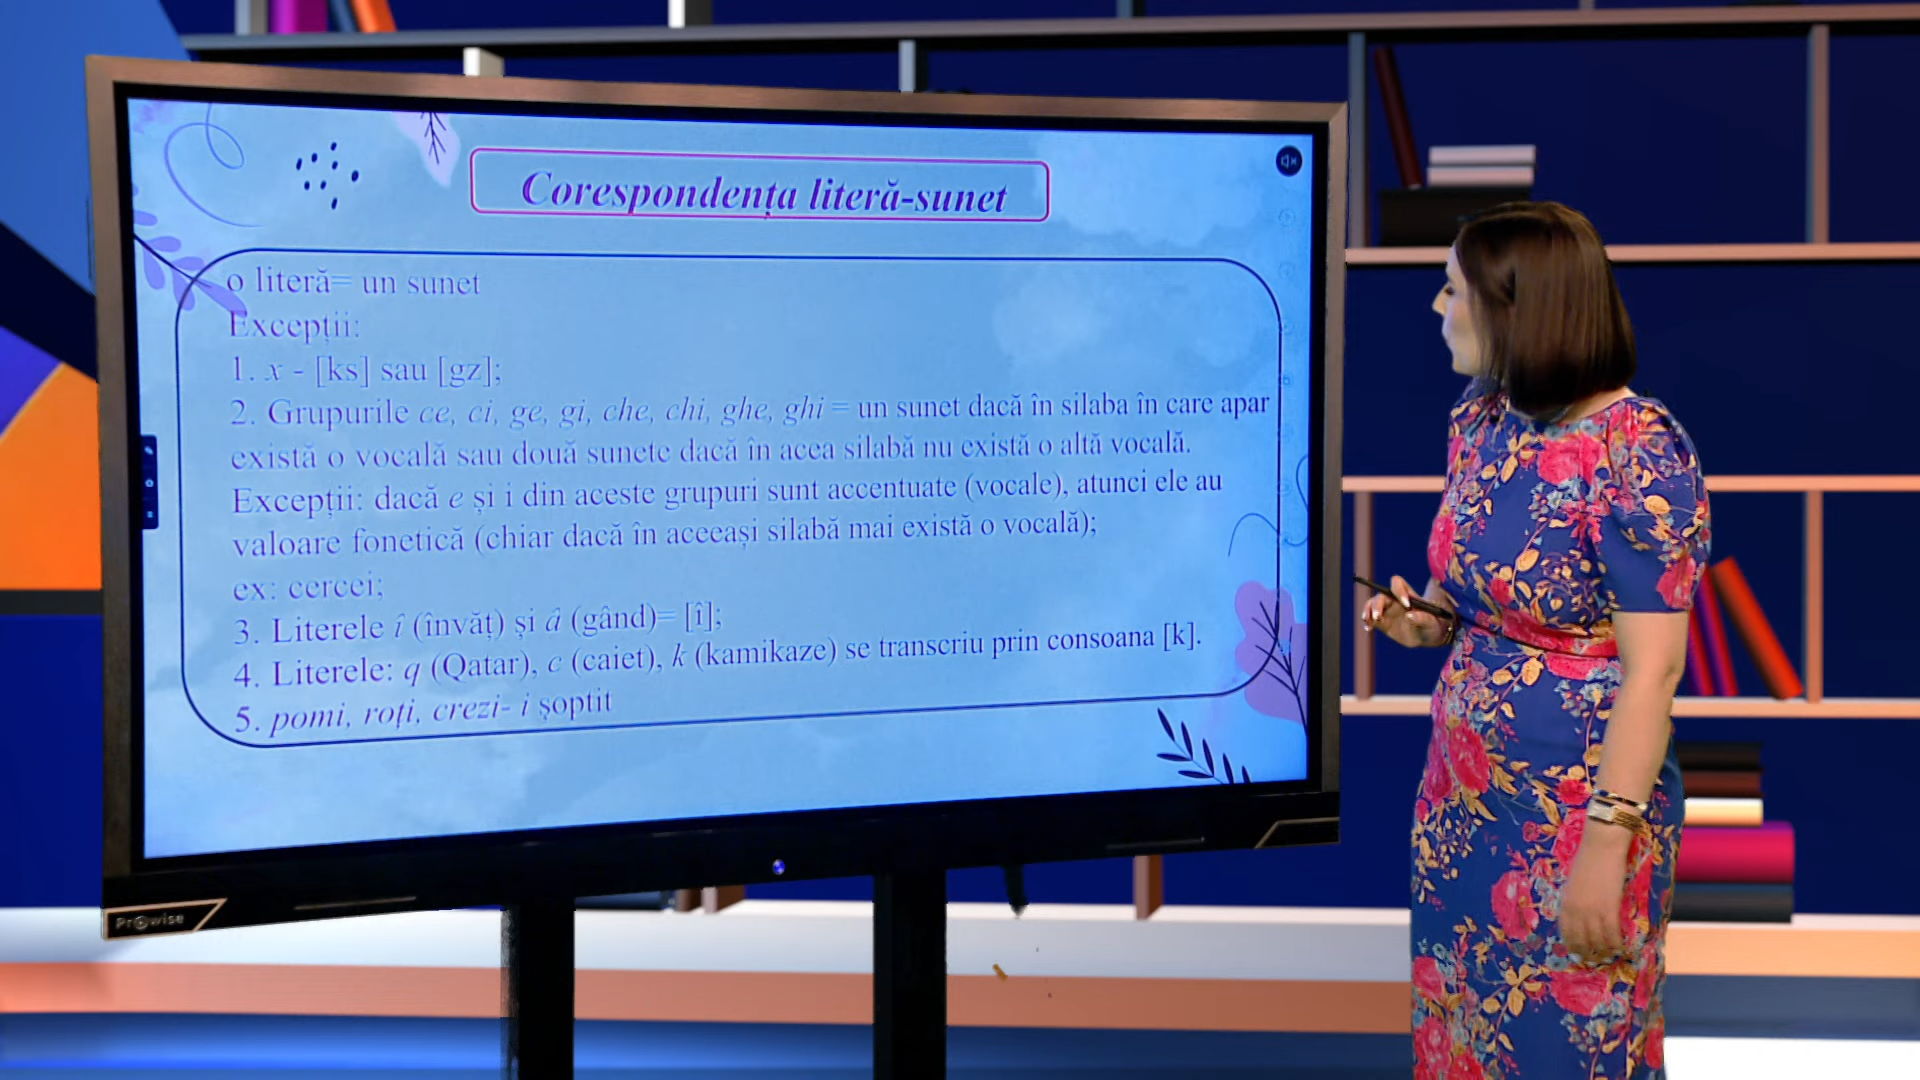 Corespondența literă-sunet
o literă= un sunet
Excepții:
1. x - [ks] sau [gz];
2. Grupurile ce, ci, ge, gi, che, chi, ghe, ghi = un sunet dacă în silaba în care apar
există o vocală sau două sunete dacă în acea silabă nu există o altă vocală.
Excepții: dacă e și i din aceste grupuri sunt accentuate (vocale), atunci ele au
valoare fonetică (chiar dacă în aceeași silabă mai există o vocală);
ex: cercei;
3. Literele î (învăț) și â (gând)= [î];
4. Literele: q (Qatar), c (caiet), k (kamikaze) se transcriu prin consoana [k].
5. pomi, roți, crezi- i șoptit
Prowise